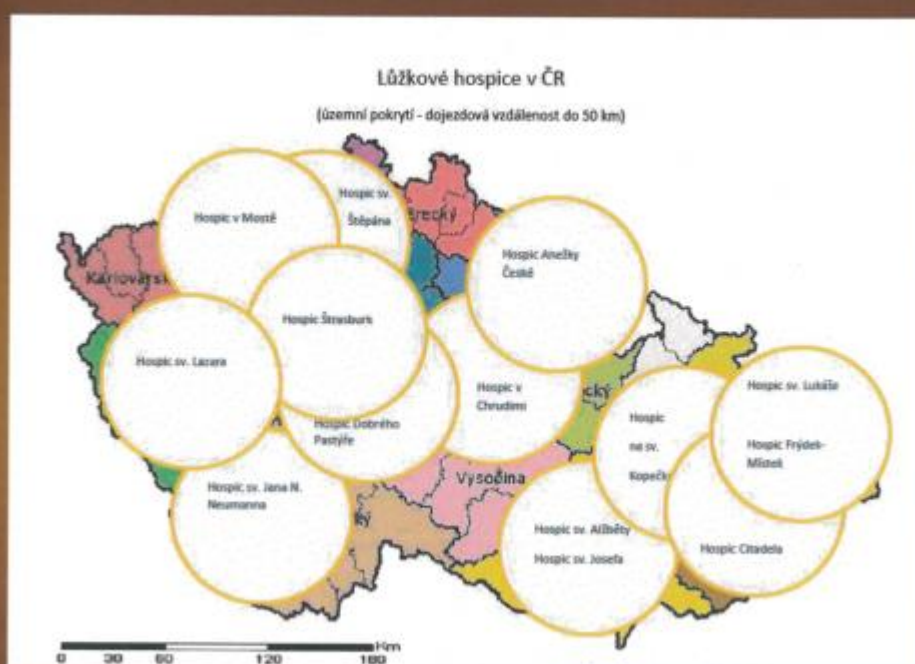 Lůžkové hospice v ČR
(územní pokrytí - dojezdová vzdálenost do 50 km)
Hospic sv.
Štěpána
Hospic v Mostě
Hospic Anežky
České
Hospic Štrasburk
Hospic sv. Lazara
Hospic v
Chrudimi
Hospic Dobrého
Pastýře
Hospic sv. Lukáše
Hospic Frýdek-
Místek
Hospic
na sv.
Vysočina
Hospic sv. Jana N.
Neumanna
Hospic sv. Alžběty
Hospic sv. Josefa
Hospic Citadela
Km
0 30 60 120 180